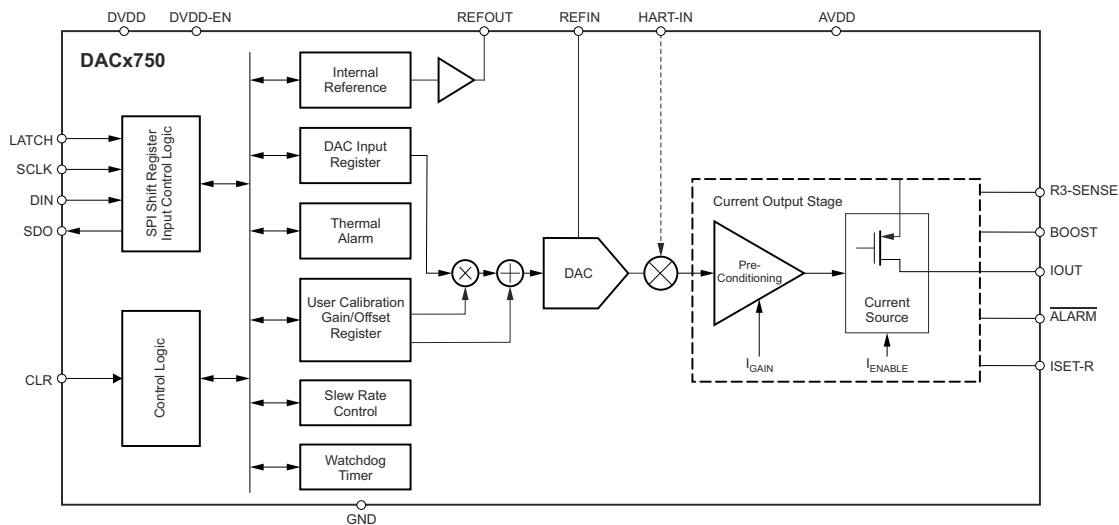 DVDD
DVDD-EN
REFOUT
REFIN
HART-IN
AVDD
DACx750
Internal
Reference
LATCH
SCLK
DIN
SDO
SPI Shift Register
Input Control Logic
DAC Input
Register
Thermal
Alarm
User Calibration
Gain/Offset
Register
DAC
Current Output Stage
Pre-
Conditioning
Current
Source
IGAIN
IENABLE
R3-SENSE
BOOST
IOUT
ALARM
ISET-R
CLR
Control Logic
Slew Rate
Control
Watchdog
Timer
GND